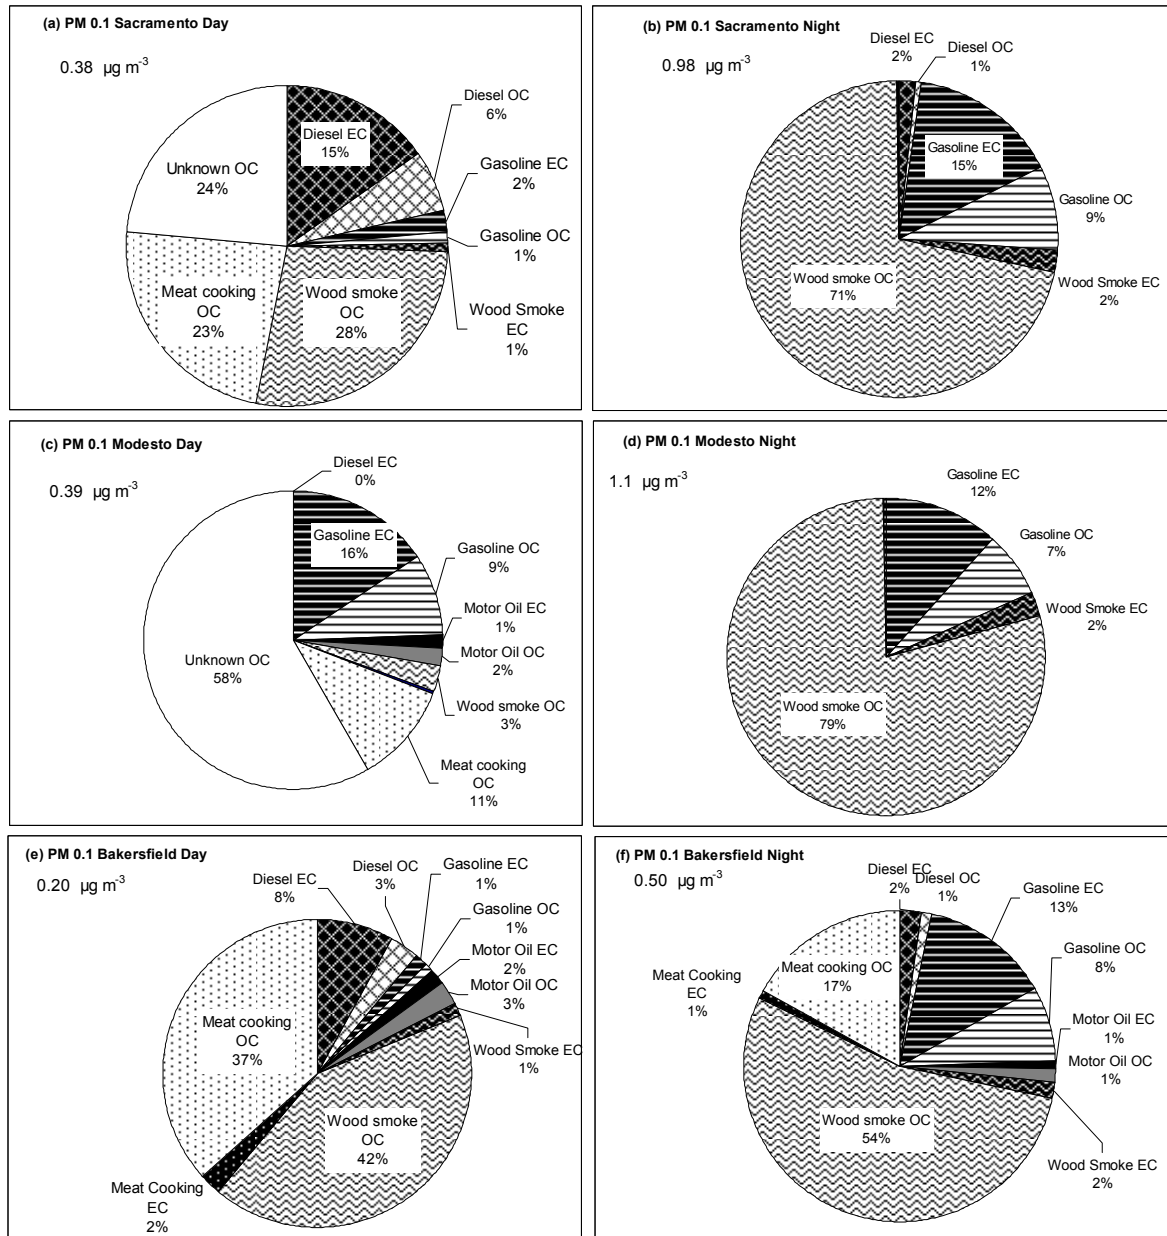 (a) PM 0.1 Sacramento Day
0.38 µg m-3
Diesel EC
15%
Diesel OC
6%
Gasoline EC
2%
Gasoline OC
1%
Wood Smoke
EC
1%
Wood smoke
OC
28%
Meat cooking
OC
23%
Unknown OC
24%
(b) PM 0.1 Sacramento Night
0.98 µg m-3
Diesel EC
2%
Diesel OC
1%
Gasoline EC
15%
Gasoline OC
9%
Wood Smoke EC
2%
Wood smoke OC
71%
(c) PM 0.1 Modesto Day
0.39 µg m-3
Diesel EC
0%
Gasoline EC
16%
Gasoline OC
9%
Motor Oil EC
1%
Motor Oil OC
2%
Wood smoke OC
3%
Meat cooking
OC
11%
Unknown OC
58%
(d) PM 0.1 Modesto Night
1.1 µg m-3
Gasoline EC
12%
Gasoline OC
7%
Wood Smoke EC
2%
Wood smoke OC
79%
(e) PM 0.1 Bakersfield Day
0.20 µg m-3
Diesel EC
8%
Diesel OC
3%
Gasoline EC
1%
Gasoline OC
1%
Motor Oil EC
2%
Motor Oil OC
3%
Wood Smoke EC
1%
Wood smoke
OC
42%
Meat Cooking
EC
2%
Meat cooking
OC
37%
(f) PM 0.1 Bakersfield Night
0.50 µg m-3
Diesel EC
2%
Diesel OC
1%
Gasoline EC
13%
Gasoline OC
8%
Motor Oil EC
1%
Motor Oil OC
1%
Wood Smoke EC
2%
Wood smoke OC
54%
Meat Cooking
EC
1%
Meat cooking OC
17%